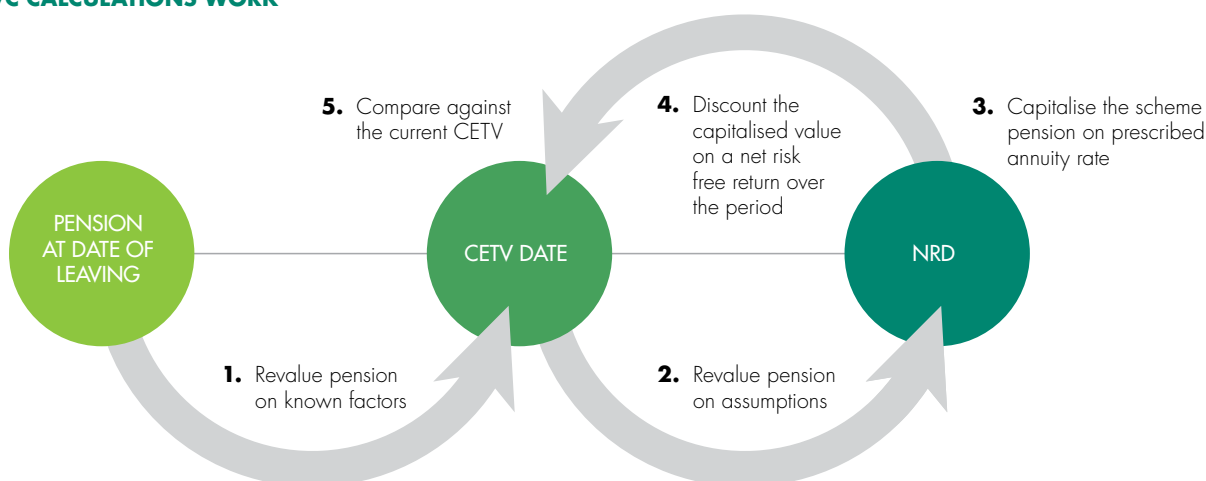 CALCULATIONS WORK
5. Compare against
the current CETV
4. Discount the
capitalised value
on a net risk
free return over
the period
3. Capitalise the scheme
pension on prescribed
annuity rate
PENSION
AT DATE OF
LEAVING
CETV DATE
NRD
1. Revalue pension
on known factors
2. Revalue pension
on assumptions